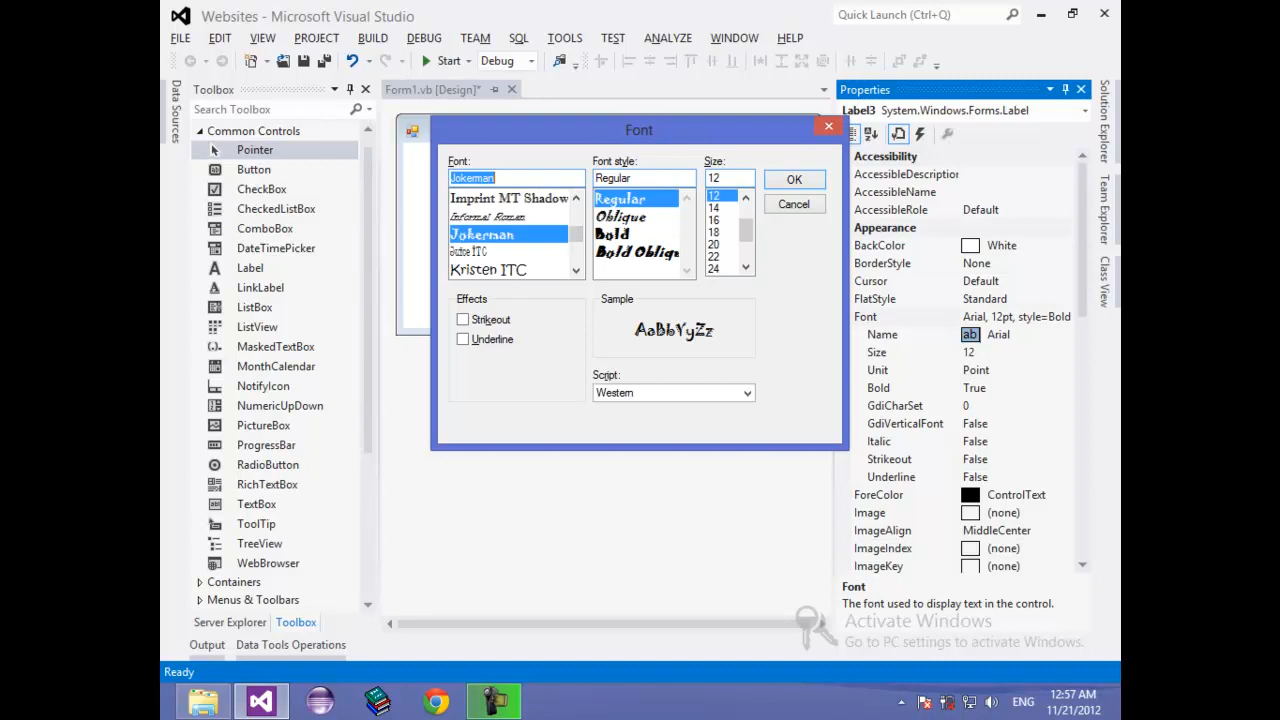 Websites - Microsoft Visual Studio
Quick Launch (Ctrl+Q)
FILE EDIT VIEW PROJECT BUILD DEBUG TEAM SQL TOOLS TEST ANALYZE WINDOW HELP
Start Debug
Data Sources
Toolbox
Search Toolbox
Common Controls
Pointer
Button
CheckBox
CheckedListBox
ComboBox
DateTimePicker
Label
LinkLabel
ListBox
ListView
MaskedTextBox
MonthCalendar
NotifyIcon
NumericUpDown
PictureBox
ProgressBar
RadioButton
RichTextBox
TextBox
ToolTip
TreeView
WebBrowser
Containers
Menus & Toolbars
Server Explorer Toolbox
Output Data Tools Operations
Form1.vb [Design]*
Font
Font:
Jokerman
Imprint MT Shadow
Informal Roman
Jokerman
Juice ITC
Kristen ITC
Font style:
Regular
Regular
Oblique
Bold
Bold Obliq
Size:
12
12
14
16
18
20
22
24
OK
Cancel
Effects
Strikeout
Underline
Sample
AaBbYyZz
Script:
Western
Properties
Label3 System.Windows.Forms.Label
Accessibility
AccessibleDescription
AccessibleName
AccessibleRole Default
Appearance
BackColor White
BorderStyle None
Cursor Default
FlatStyle Standard
Font Arial, 12pt, style=Bold
Name ab Arial
Size 12
Unit Point
Bold True
GdiCharSet 0
GdiVerticalFont False
Italic False
Strikeout False
Underline False
ForeColor ControlText
Image (none)
ImageAlign MiddleCenter
ImageIndex (none)
ImageKey (none)
Font
The font used to display text in the control.
Solution Explorer
Team Explorer
Class View
Activate Windows
Go to PC settings to activate Windows.
Ready
ENG
12:57 AM
11/21/2012